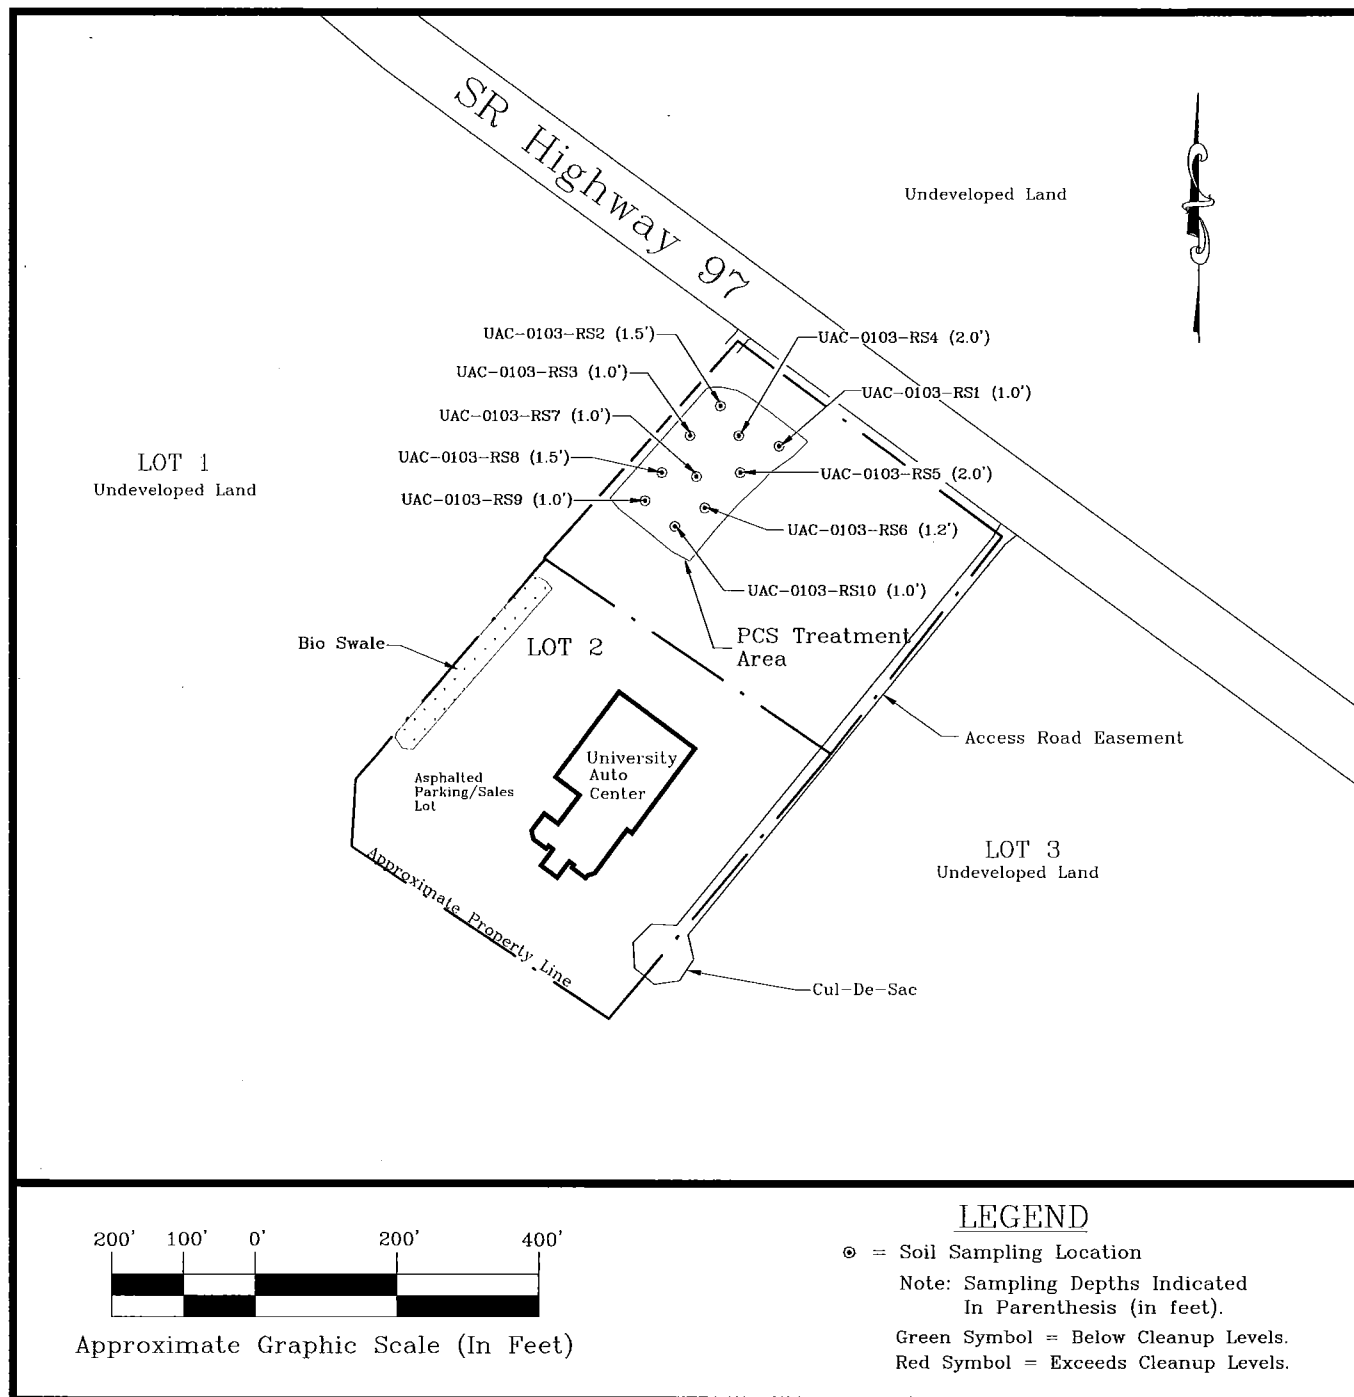 SR Highway 97
Undeveloped Land
UAC-0103-RS2 (1.5')
UAC-0103-RS4 (2.0')
UAC-0103-RS3 (1.0')
UAC-0103-RS1 (1.0')
UAC-0103-RS7 (1.0')
UAC-0103-RS8 (1.5')
UAC-0103-RS5 (2.0')
UAC-0103-RS9 (1.0')
UAC-0103-RS6 (1.2')
UAC-0103-RS10 (1.0')
LOT 1
Undeveloped Land
PCS Treatment
Area
Bio Swale
LOT 2
Access Road Easement
University
Auto
Center
Asphalted
Parking/Sales
Lot
LOT 3
Undeveloped Land
Approximate Property Line
Cul-De-Sac
200' 100' 0' 200' 400'
Approximate Graphic Scale (In Feet)
LEGEND
= Soil Sampling Location
Note: Sampling Depths Indicated
In Parenthesis (in feet).
Green Symbol = Below Cleanup Levels.
Red Symbol = Exceeds Cleanup Levels.